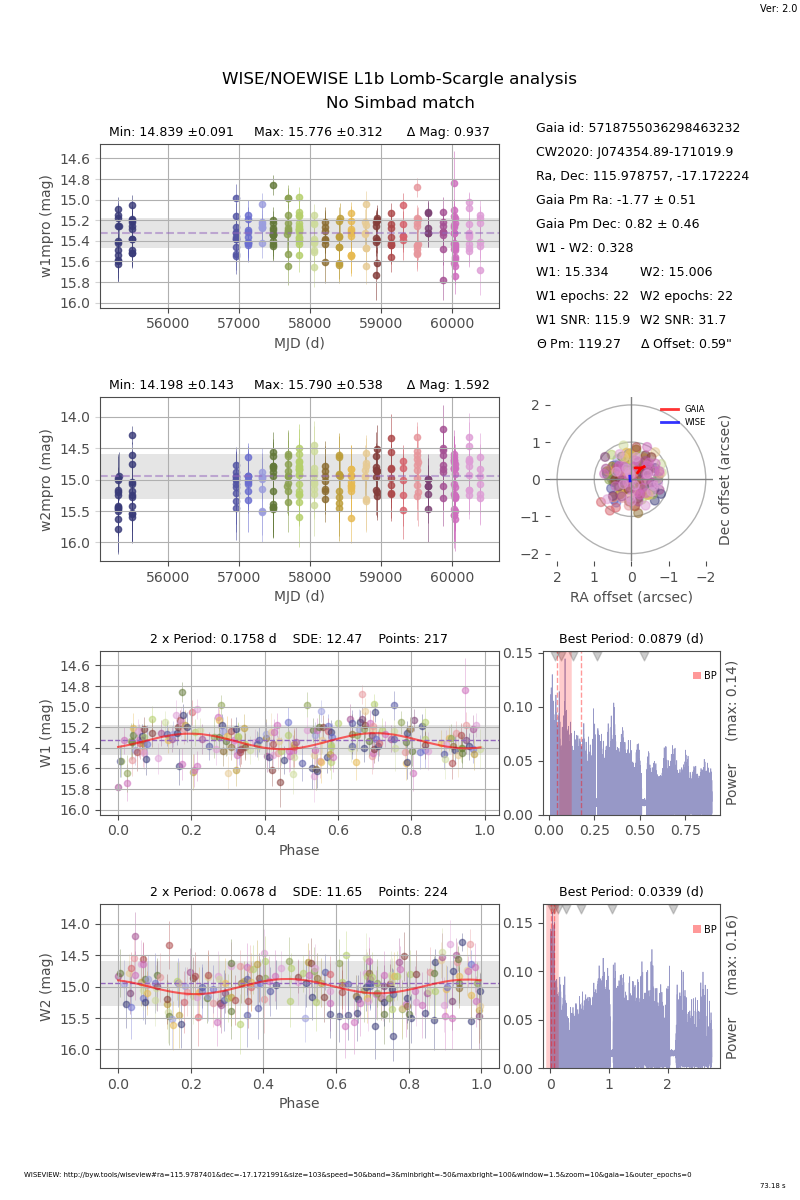 Ver: 2.0
WISE/NOEWISE L1b Lomb-Scargle analysis
No Simbad match
Min: 14.839 ±0.091 Max: 15.776 ±0.312 Δ Mag: 0.937
14.6
14.8
15.0
15.2
15.4
15.6
15.8
16.0
w1mpro (mag)
56000 57000 58000 59000 60000
MJD (d)
Gaia id: 5718755036298463232
CW2020: J074354.89-171019.9
Ra, Dec: 115.978757, -17.172224
Gaia Pm Ra: -1.77 ± 0.51
Gaia Pm Dec: 0.82 ± 0.46
W1 - W2: 0.328
W1: 15.334 W2: 15.006
W1 epochs: 22 W2 epochs: 22
W1 SNR: 115.9 W2 SNR: 31.7
Θ Pm: 119.27 Δ Offset: 0.59"
Min: 14.198 ±0.143 Max: 15.790 ±0.538 Δ Mag: 1.592
14.0
14.5
15.0
15.5
16.0
w2mpro (mag)
56000 57000 58000 59000 60000
MJD (d)
GAIA
WISE
2
1
0
−1
−2
2 1 0 −1 −2
RA offset (arcsec)
Dec offset (arcsec)
2 x Period: 0.1758 d SDE: 12.47 Points: 217
14.6
14.8
15.0
15.2
15.4
15.6
15.8
16.0
W1 (mag)
0.0 0.2 0.4 0.6 0.8 1.0
Phase
Best Period: 0.0879 (d)
BP
0.15
0.10
0.05
0.00
0.00 0.25 0.50 0.75
Power (max: 0.14)
2 x Period: 0.0678 d SDE: 11.65 Points: 224
14.0
14.5
15.0
15.5
16.0
W2 (mag)
0.0 0.2 0.4 0.6 0.8 1.0
Phase
Best Period: 0.0339 (d)
BP
0.15
0.10
0.05
0.00
0 1 2
Power (max: 0.16)
WISEVIEW: http://byw.tools/wiseview#ra=115.9787401&dec=-17.1721991&size=103&speed=50&band=3&minbright=-50&maxbright=100&window=1.5&zoom=10&gaia=1&outer_epochs=0
73.18 s